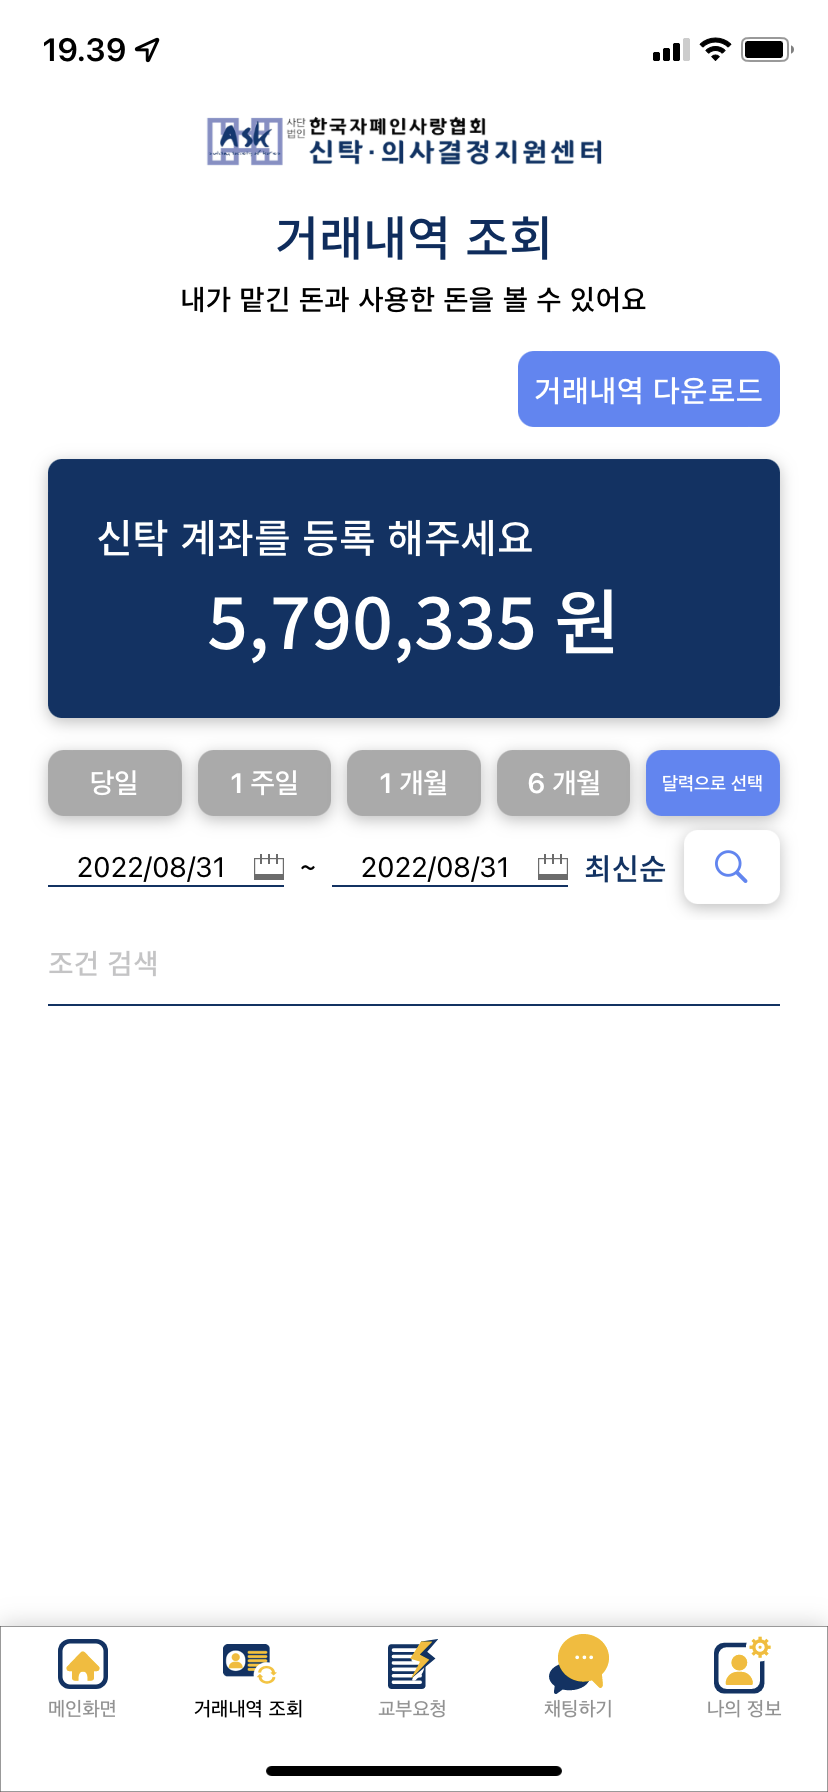 19.39
Ask
사단
법인
한국자폐인사랑협회
신탁·의사결정지원센터
거래내역 조회
내가 맡긴 돈과 사용한 돈을 볼 수 있어요
거래내역 다운로드
신탁 계좌를 등록 해주세요
5,790,335 원
당일 1 주일 1 개월 6 개월 달력으로 선택
2022/08/31 ~ 2022/08/31 최신순
조건 검색
메인화면 거래내역 조회 교부요청 채팅하기 나의 정보